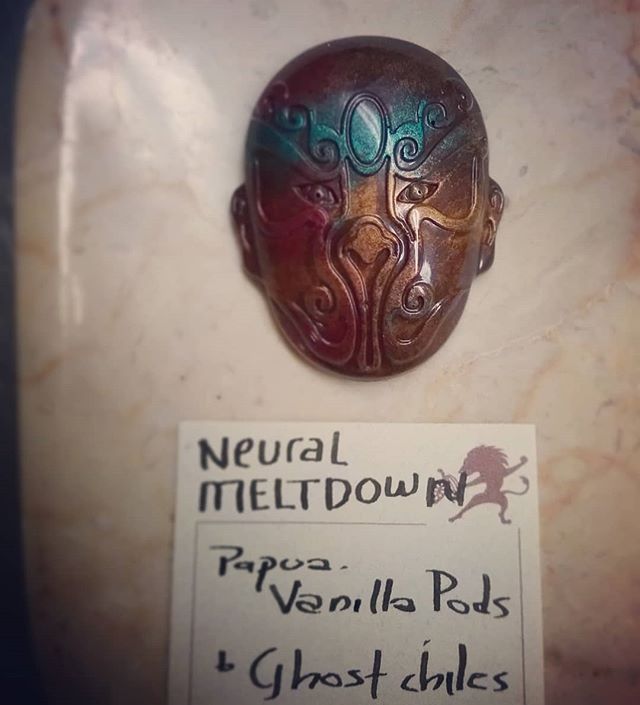 Neural
MELTDOWN
Papua
Vanilla Pods
& Ghost chiles